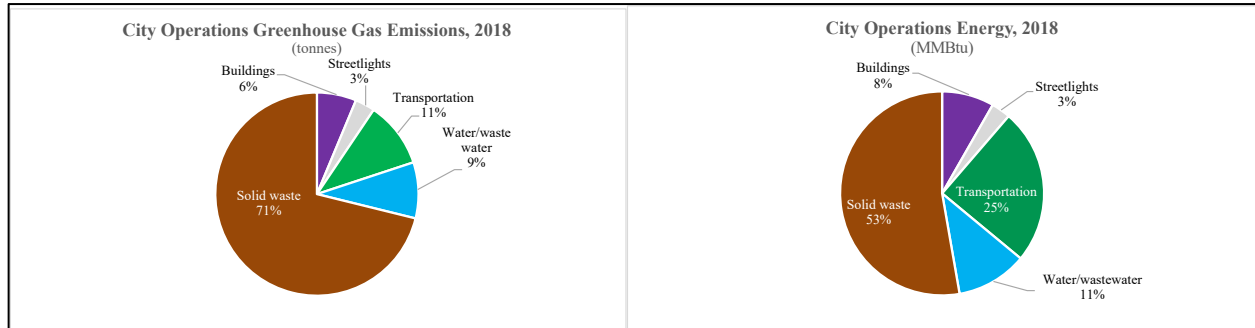 City Operations Greenhouse Gas Emissions, 2018
(tonnes)
Buildings
6%
Streetlights
3%
Transportation
11%
Water/waste
water
9%
Solid waste
71%
City Operations Energy, 2018
(MMBtu)
Buildings
8%
Streetlights
3%
Transportation
25%
Water/wastewater
11%
Solid waste
53%